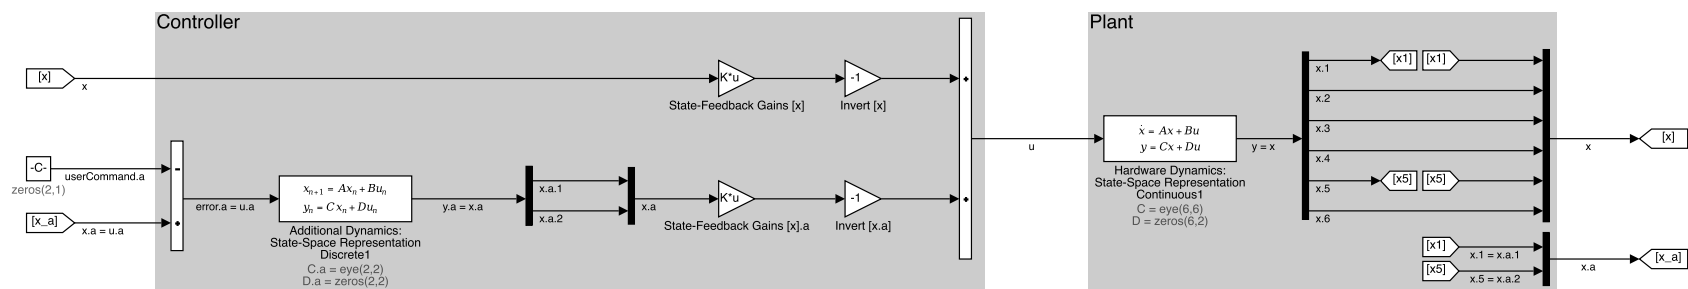 Controller
[x]
x
K*u
State-Feedback Gains [x]
-1
Invert [x]
+
-C-
zeros(2,1)
userCommand.a
-
[x_a]
x.a = u.a
+
error.a = u.a
x_{n+1} = Ax_n + Bu_n
y_n = Cx_n + Du_n
Additional Dynamics:
State-Space Representation
Discrete1
C.a = eye(2,2)
D.a = zeros(2,2)
y.a = x.a
x.a.1
x.a.2
x.a
K*u
State-Feedback Gains [x].a
-1
Invert [x.a]
+
u
Plant
ẋ = Ax + Bu
y = Cx + Du
Hardware Dynamics:
State-Space Representation
Continuous1
C = eye(6,6)
D = zeros(6,2)
y = x
x.1
[x1]
[x1]
x.2
x.3
x.4
x.5
[x5]
[x5]
x.6
x
[x]
[x1]
x.1 = x.a.1
[x5]
x.5 = x.a.2
x.a
[x_a]